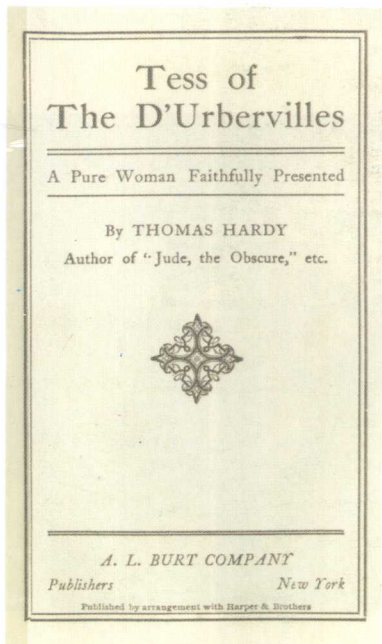 Tess of
The D'Urbervilles
A Pure Woman Faithfully Presented
By THOMAS HARDY
Author of "Jude, the Obscure," etc.
A. L. BURT COMPANY
Publishers New York
Published by arrangement with Harper & Brothers